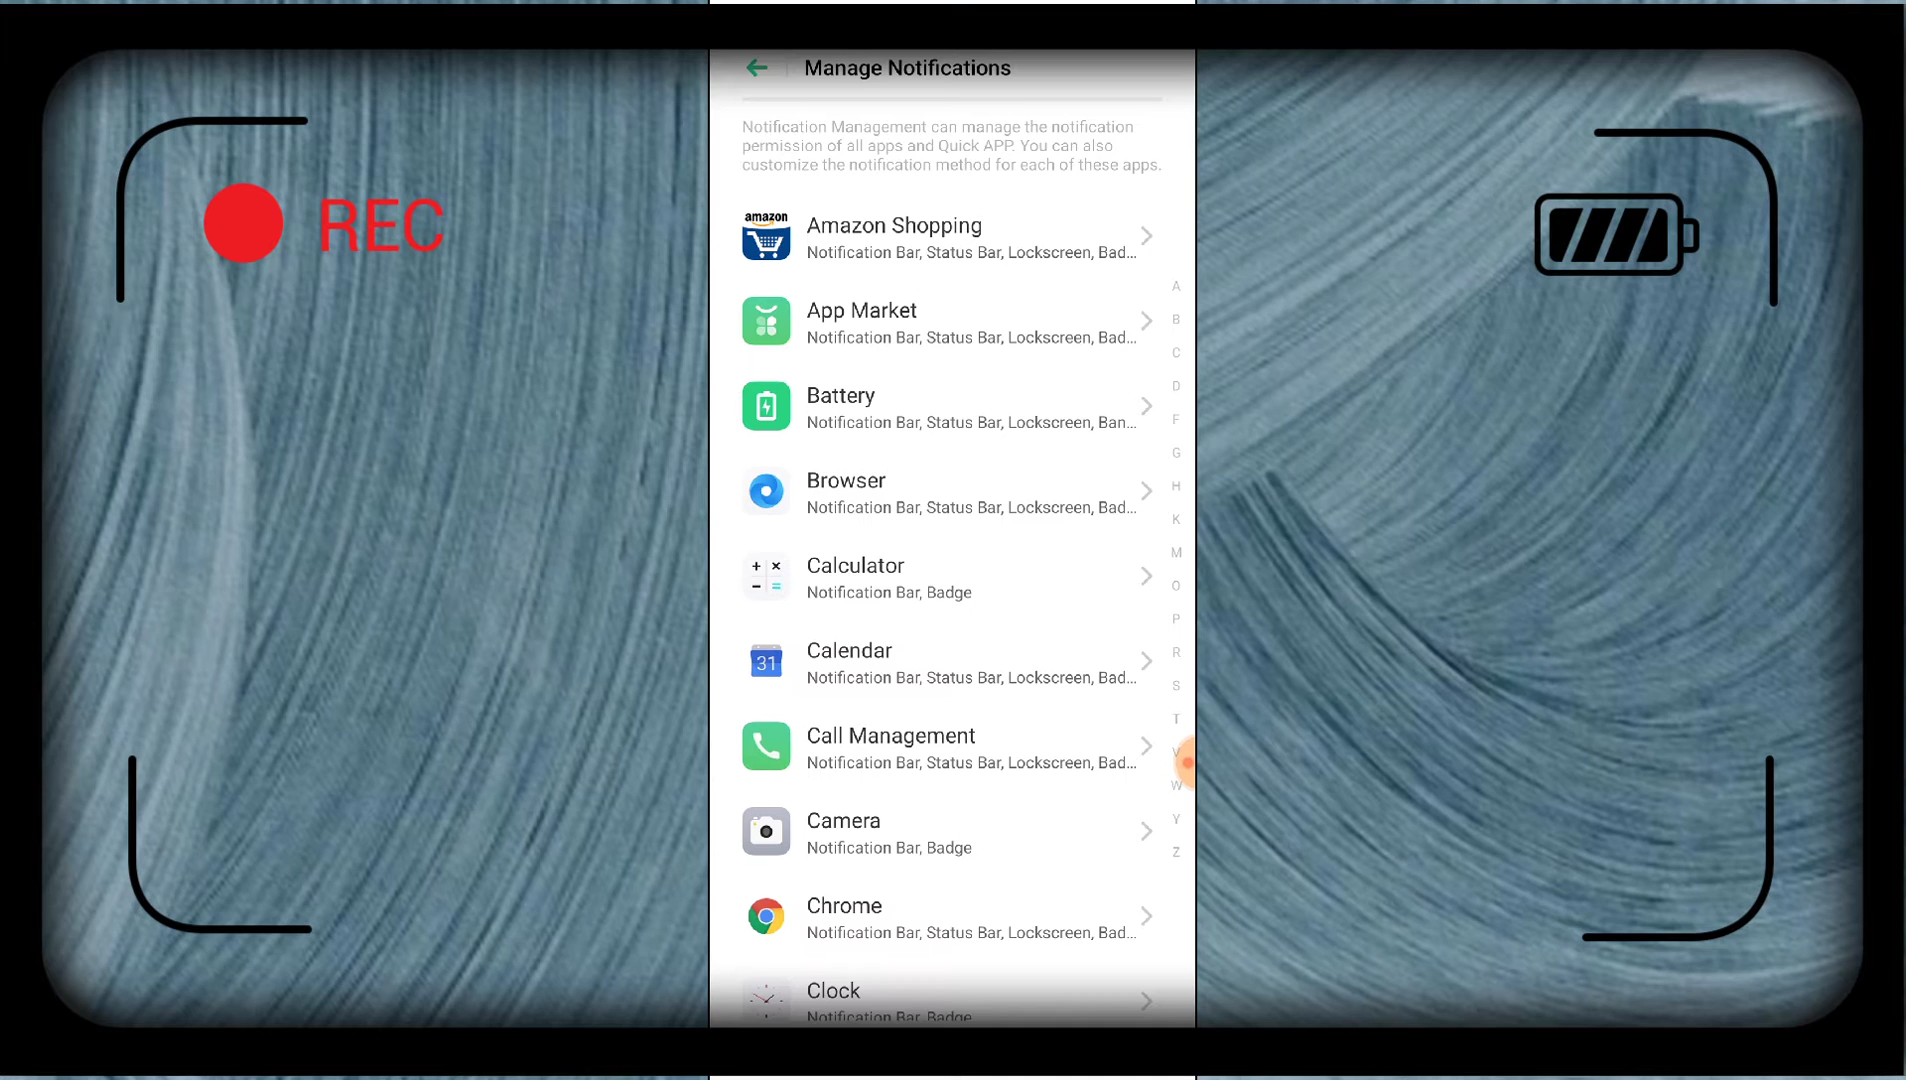 Manage Notifications
Notification Management can manage the notification
permission of all apps and Quick APP. You can also
customize the notification method for each of these apps.
REC
amazon
Amazon Shopping
Notification Bar, Status Bar, Lockscreen, Bad...
App Market
Notification Bar, Status Bar, Lockscreen, Bad...
Battery
Notification Bar, Status Bar, Lockscreen, Ban...
Browser
Notification Bar, Status Bar, Lockscreen, Bad...
Calculator
Notification Bar, Badge
31
Calendar
Notification Bar, Status Bar, Lockscreen, Bad...
Call Management
Notification Bar, Status Bar, Lockscreen, Bad...
Camera
Notification Bar, Badge
Chrome
Notification Bar, Status Bar, Lockscreen, Bad...
Clock
Notification Bar, Badge
A
B
C
D
F
G
H
K
M
O
P
R
S
T
V
W
Y
Z